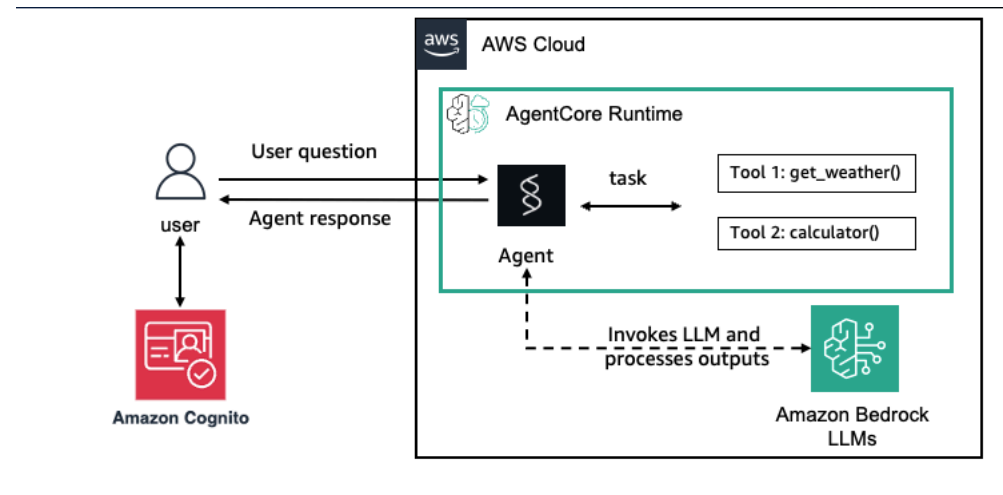 aws
AWS Cloud
AgentCore Runtime
User question
task
Tool 1: get_weather()
Agent response
user
Tool 2: calculator()
Agent
Invokes LLM and
processes outputs
Amazon Cognito
Amazon Bedrock
LLMs